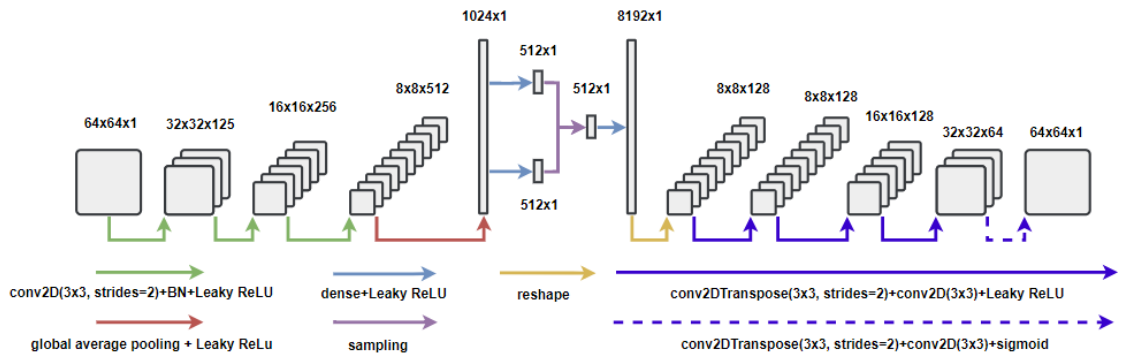 1024x1
8192x1
512x1
512x1
8x8x512
8x8x128
8x8x128
16x16x256
16x16x128
64x64x1
32x32x125
32x32x64
64x64x1
512x1
conv2D(3x3, strides=2)+BN+Leaky ReLU
dense+Leaky ReLU
reshape
conv2DTranspose(3x3, strides=2)+conv2D(3x3)+Leaky ReLU
global average pooling + Leaky ReLu
sampling
conv2DTranspose(3x3, strides=2)+conv2D(3x3)+sigmoid